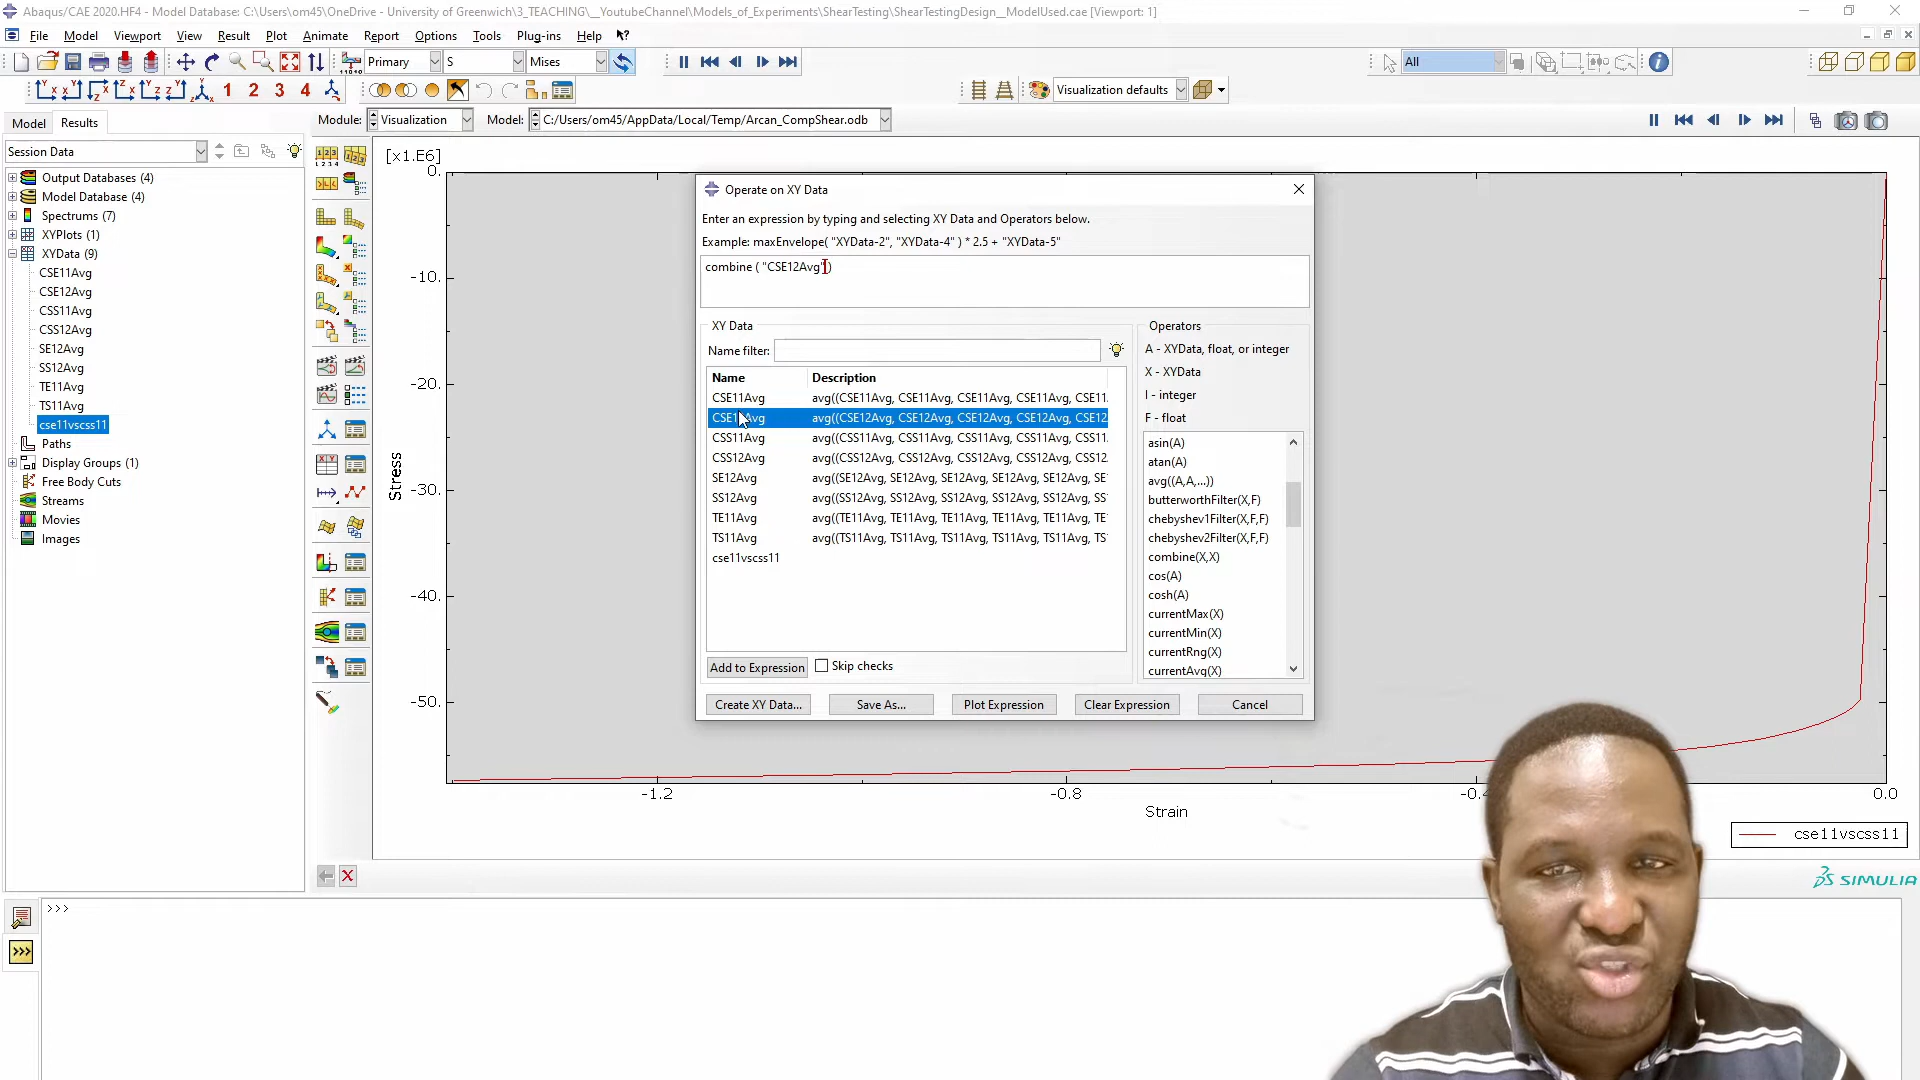 Abaqus/CAE 2020.HF4 - Model Database: C:\Users\om45\OneDrive - University of Greenwich\3_TEACHING\__YoutubeChannel\Models_of_Experiments\ShearTesting\ShearTestingDesign__ModelUsed.cae [Viewport: 1]
File Model Viewport View Result Plot Animate Report Options Tools Plug-ins Help
Primary S Mises All
1 2 3 4 Visualization defaults
Model Results Module: Visualization Model: C:/Users/om45/AppData/Local/Temp/Arcan_CompShear.odb
Session Data
Output Databases (4)
Model Database (4)
Spectrums (7)
XYPlots (1)
XYData (9)
CSE11Avg
CSE12Avg
CSS11Avg
CSS12Avg
SE12Avg
SS12Avg
TE11Avg
TS11Avg
cse11vscss11
Paths
Display Groups (1)
Free Body Cuts
Streams
Movies
Images
[x1.E6]
0.
-10.
-20.
-30.
-40.
-50.
Stress
-1.2 -0.8 0.0
Strain
cse11vscss11
SIMULIA
Operate on XY Data
Enter an expression by typing and selecting XY Data and Operators below.
Example: maxEnvelope( "XYData-2", "XYData-4" ) * 2.5 + "XYData-5"
combine ( "CSE12Avg" )
XY Data
Name filter:
Name Description
CSE11Avg avg((CSE11Avg, CSE11Avg, CSE11Avg, CSE11Avg, CSE11.
avg((CSE12Avg, CSE12Avg, CSE12Avg, CSE12Avg, CSE12
CSS11Avg avg((CSS11Avg, CSS11Avg, CSS11Avg, CSS11Avg, CSS11.
CSS12Avg avg((CSS12Avg, CSS12Avg, CSS12Avg, CSS12Avg, CSS12
SE12Avg avg((SE12Avg, SE12Avg, SE12Avg, SE12Avg, SE12Avg, SE1
SS12Avg avg((SS12Avg, SS12Avg, SS12Avg, SS12Avg, SS12Avg, SS1
TE11Avg avg((TE11Avg, TE11Avg, TE11Avg, TE11Avg, TE11Avg, TE
TS11Avg avg((TS11Avg, TS11Avg, TS11Avg, TS11Avg, TS11Avg, TS
cse11vscss11
Add to Expression Skip checks
Operators
A - XYData, float, or integer
X - XYData
I - integer
F - float
asin(A)
atan(A)
avg((A,A,...))
butterworthFilter(X,F)
chebyshev1Filter(X,F,F)
chebyshev2Filter(X,F,F)
combine(X,X)
cos(A)
cosh(A)
currentMax(X)
currentMin(X)
currentRng(X)
currentAvg(X)
Create XY Data... Save As... Plot Expression Clear Expression Cancel
>>>